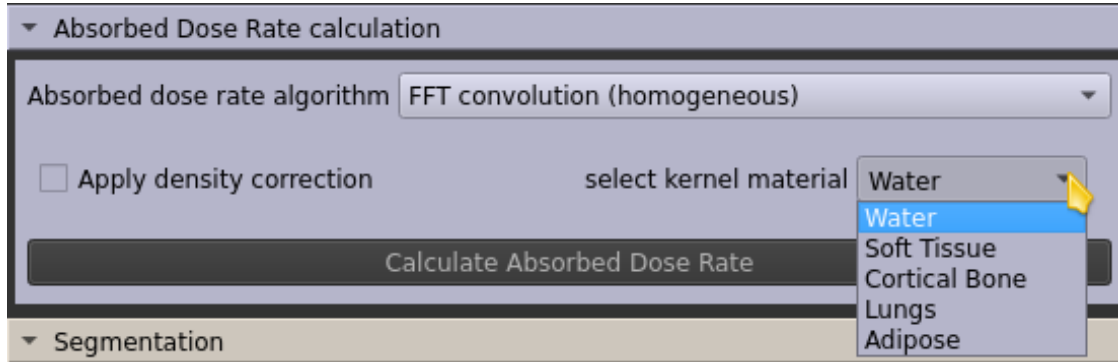 Absorbed Dose Rate calculation
Absorbed dose rate algorithm FFT convolution (homogeneous)
Apply density correction select kernel material Water
Water
Soft Tissue
Calculate Absorbed Dose Rate
Cortical Bone
Lungs
Adipose
Segmentation